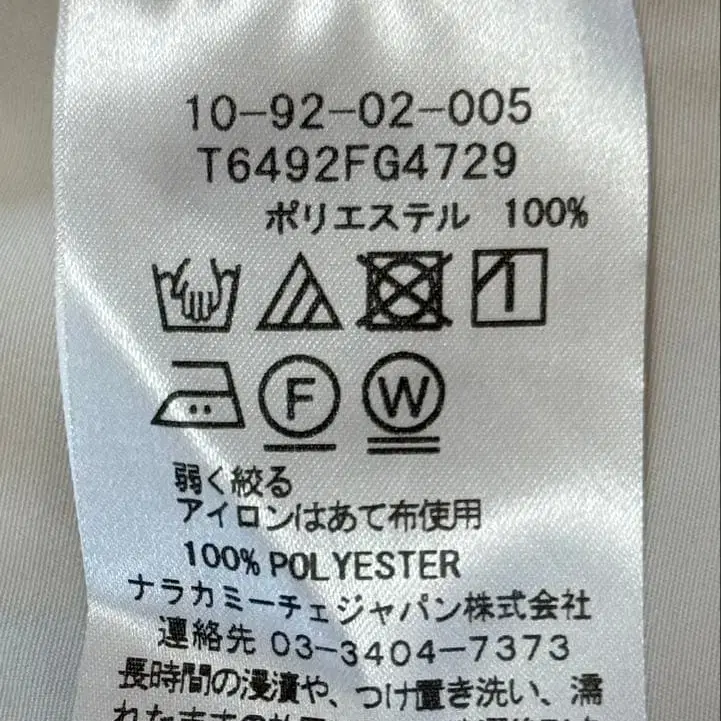 10-92-02-005
T6492FG4729
ポリエステル 100%
F W
弱く絞る
アイロンはあて布使用
100% POLYESTER
ナラカミーチェジャパン株式会社
連絡先 03-3404-7373
長時間の浸漬や、つけ置き洗い、濡